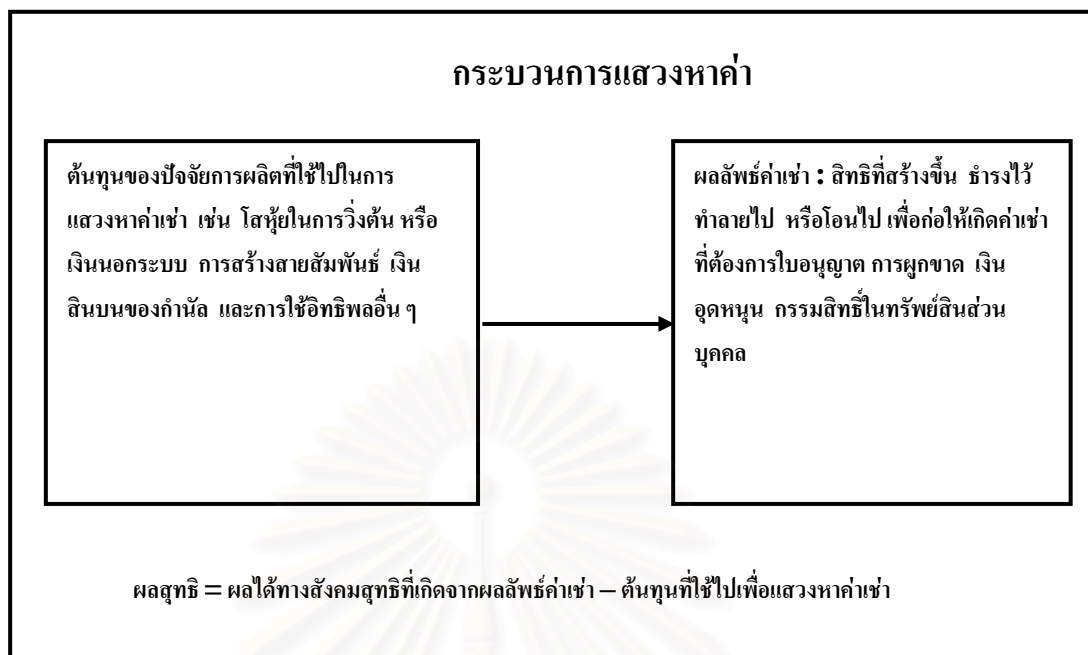 กระบวนการแสวงหาค่า
ต้นทุนของปัจจัยการผลิตที่ใช้ไปในการ
แสวงหาค่าเช่า เช่น โสหุ้ยในการวิ่งต้น หรือ
เงินนอกระบบ การสร้างสายสัมพันธ์ เงิน
สินบนของกำนัล และการใช้อิทธิพลอื่น ๆ
ผลลัพธ์ค่าเช่า : สิทธิที่สร้างขึ้น ธำรงไว้
ทำลายไป หรือโอนไป เพื่อก่อให้เกิดค่าเช่า
ที่ต้องการใบอนุญาต การผูกขาด เงิน
อุดหนุน กรรมสิทธิ์ในทรัพย์สินส่วน
บุคคล
ผลสุทธิ = ผลได้ทางสังคมสุทธิที่เกิดจากผลลัพธ์ค่าเช่า – ต้นทุนที่ใช้ไปเพื่อแสวงหาค่าเช่า